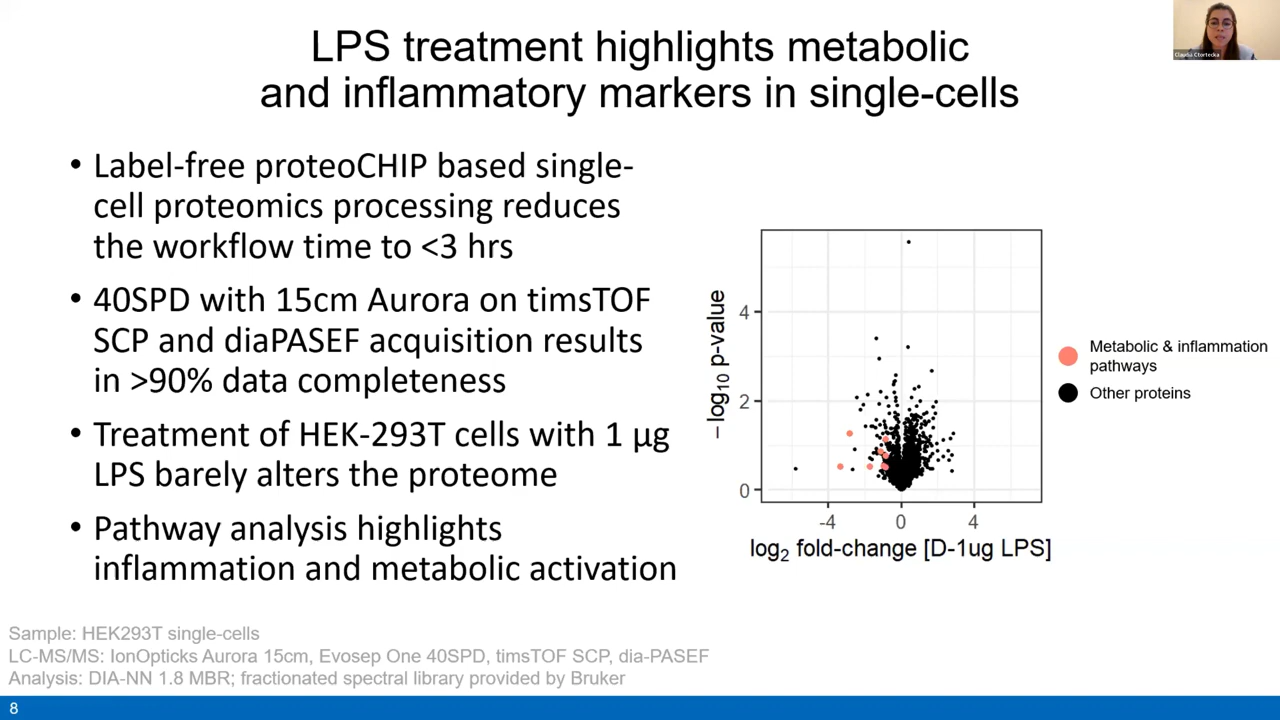 LPS treatment highlights metabolic
and inflammatory markers in single-cells
Claudia Ctortecka
• Label-free proteoCHIP based single-
cell proteomics processing reduces
the workflow time to <3 hrs
• 40SPD with 15cm Aurora on timsTOF
SCP and diaPASEF acquisition results
in >90% data completeness
• Treatment of HEK-293T cells with 1 µg
LPS barely alters the proteome
• Pathway analysis highlights
inflammation and metabolic activation
−log10 p-value
4
2
0
-4 0 4
log2 fold-change [D-1ug LPS]
Metabolic & inflammation
pathways
Other proteins
Sample: HEK293T single-cells
LC-MS/MS: IonOpticks Aurora 15cm, Evosep One 40SPD, timsTOF SCP, dia-PASEF
Analysis: DIA-NN 1.8 MBR; fractionated spectral library provided by Bruker
8